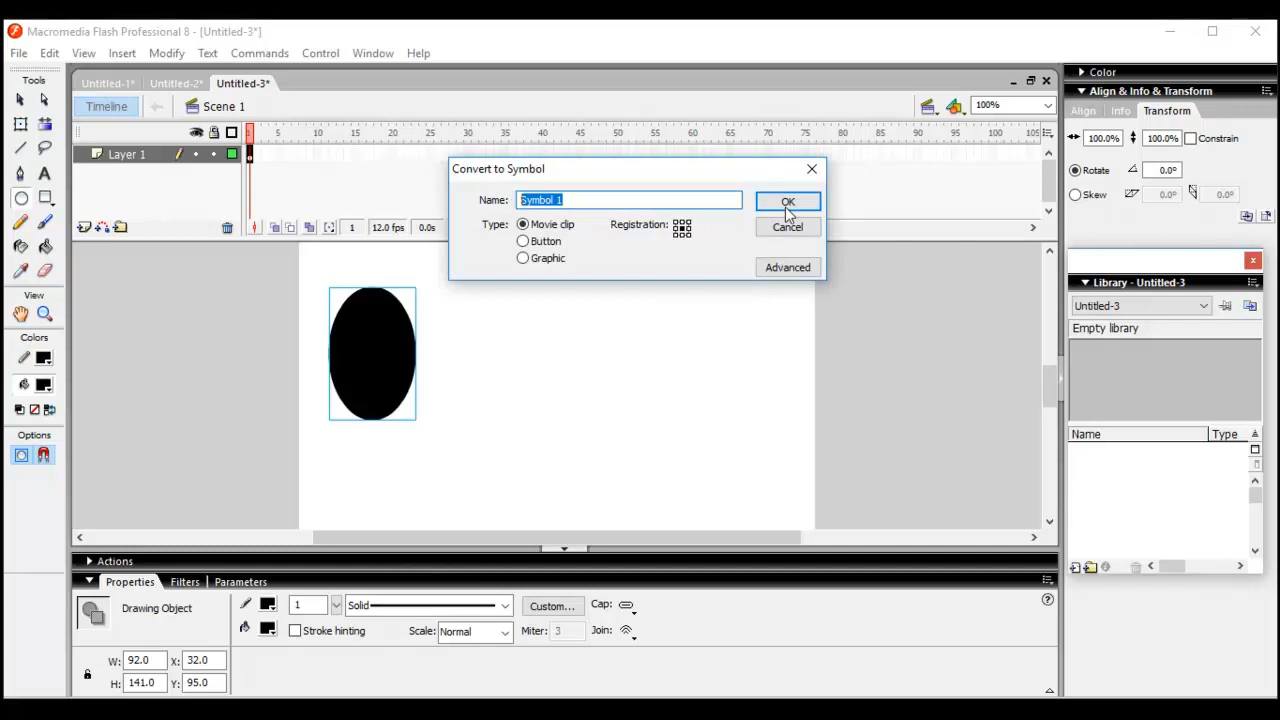 Macromedia Flash Professional 8 - [Untitled-3*]
File Edit View Insert Modify Text Commands Control Window Help
Tools
Untitled-1* Untitled-2* Untitled-3*
Color
Align & Info & Transform
Timeline Scene 1 100%
Align Info Transform
1 5 10 15 20 25 30 35 40 45 50 55 60 65 70 75 80 85 90 95 100 105
100.0% 100.0% Constrain
Layer 1
Rotate 0.0°
Skew 0.0° 0.0°
1 12.0 fps 0.0s
Convert to Symbol
Name: Symbol 1 OK
Type: Movie clip Registration: Cancel
Button
Graphic Advanced
Library - Untitled-3
Untitled-3
Empty library
Name Type
View
Colors
Options
Actions
Properties Filters Parameters
Drawing Object
1 Solid Custom... Cap:
Stroke hinting Scale: Normal Miter: 3 Join:
W: 92.0 X: 32.0
H: 141.0 Y: 95.0